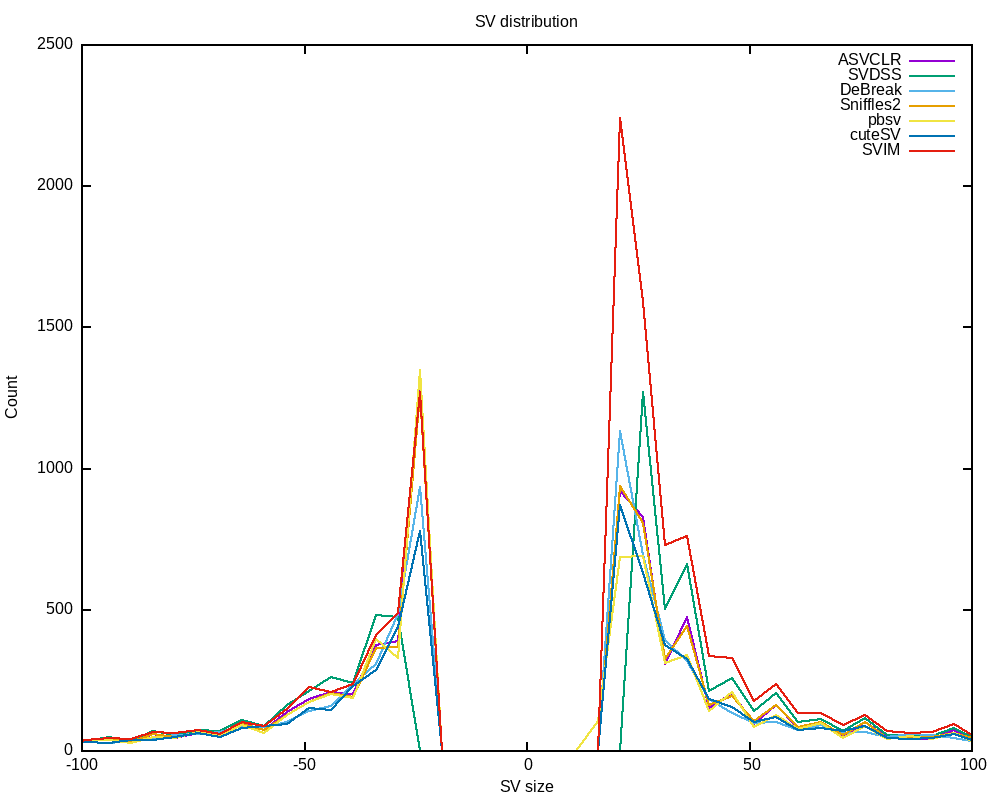 SV distribution
2500
2000
1500
1000
500
0
-100
-50
0
50
100
Count
SV size
ASVCLR
SVDSS
DeBreak
Sniffles2
pbsv
cuteSV
SVIM